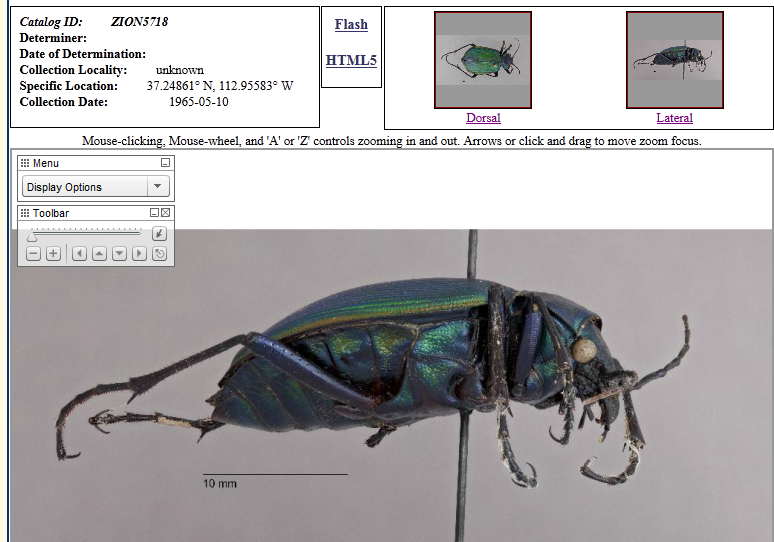 Catalog ID: ZION5718
Determiner:
Date of Determination:
Collection Locality: unknown
Specific Location: 37.24861° N, 112.95583° W
Collection Date: 1965-05-10
Flash
HTML5
Dorsal
Lateral
Mouse-clicking, Mouse-wheel, and 'A' or 'Z' controls zooming in and out. Arrows or click and drag to move zoom focus.
Menu
Display Options
Toolbar
10 mm